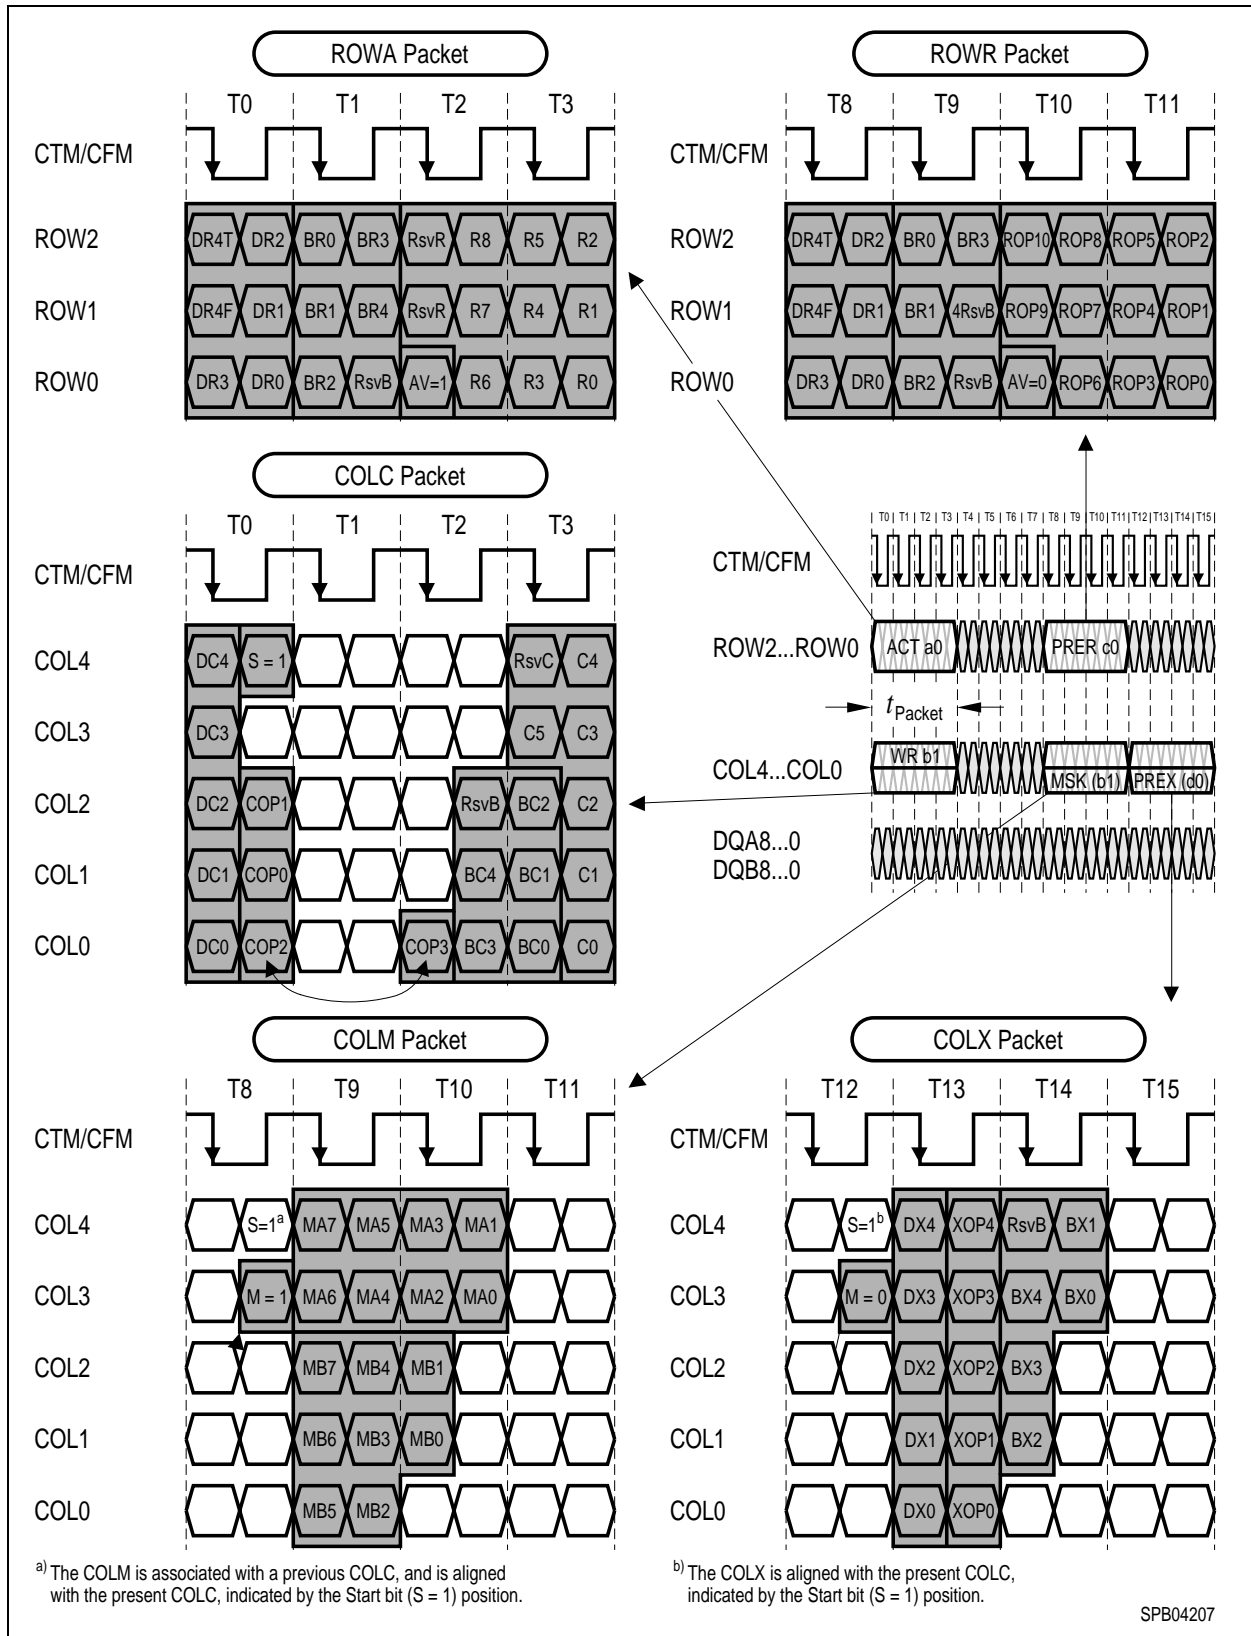 ROWA Packet
T0 T1 T2 T3
CTM/CFM
ROW2 DR4T DR2 BR0 BR3 RsvR R8 R5 R2
ROW1 DR4F DR1 BR1 BR4 RsvR R7 R4 R1
ROW0 DR3 DR0 BR2 RsvB AV=1 R6 R3 R0
ROWR Packet
T8 T9 T10 T11
CTM/CFM
ROW2 DR4T DR2 BR0 BR3 ROP10 ROP8 ROP5 ROP2
ROW1 DR4F DR1 BR1 4RsvB ROP9 ROP7 ROP4 ROP1
ROW0 DR3 DR0 BR2 RsvB AV=0 ROP6 ROP3 ROP0
COLC Packet
T0 T1 T2 T3
CTM/CFM
COL4 DC4 S = 1 RsvC C4
COL3 DC3 C5 C3
COL2 DC2 COP1 RsvB BC2 C2
COL1 DC1 COP0 BC4 BC1 C1
COL0 DC0 COP2 COP3 BC3 BC0 C0
T0 T1 T2 T3 T4 T5 T6 T7 T8 T9 T10 T11 T12 T13 T14 T15
CTM/CFM
ROW2...ROW0 ACT a0 PRER c0
tPacket
WR b1
COL4...COL0 MSK (b1) PREX (d0)
DQA8...0
DQB8...0
COLM Packet
T8 T9 T10 T11
CTM/CFM
COL4 S=1a MA7 MA5 MA3 MA1
COL3 M = 1 MA6 MA4 MA2 MA0
COL2 MB7 MB4 MB1
COL1 MB6 MB3 MB0
COL0 MB5 MB2
a) The COLM is associated with a previous COLC, and is aligned
with the present COLC, indicated by the Start bit (S = 1) position.
COLX Packet
T12 T13 T14 T15
CTM/CFM
COL4 S=1b DX4 XOP4 RsvB BX1
COL3 M = 0 DX3 XOP3 BX4 BX0
COL2 DX2 XOP2 BX3
COL1 DX1 XOP1 BX2
COL0 DX0 XOP0
b) The COLX is aligned with the present COLC,
indicated by the Start bit (S = 1) position.
SPB04207